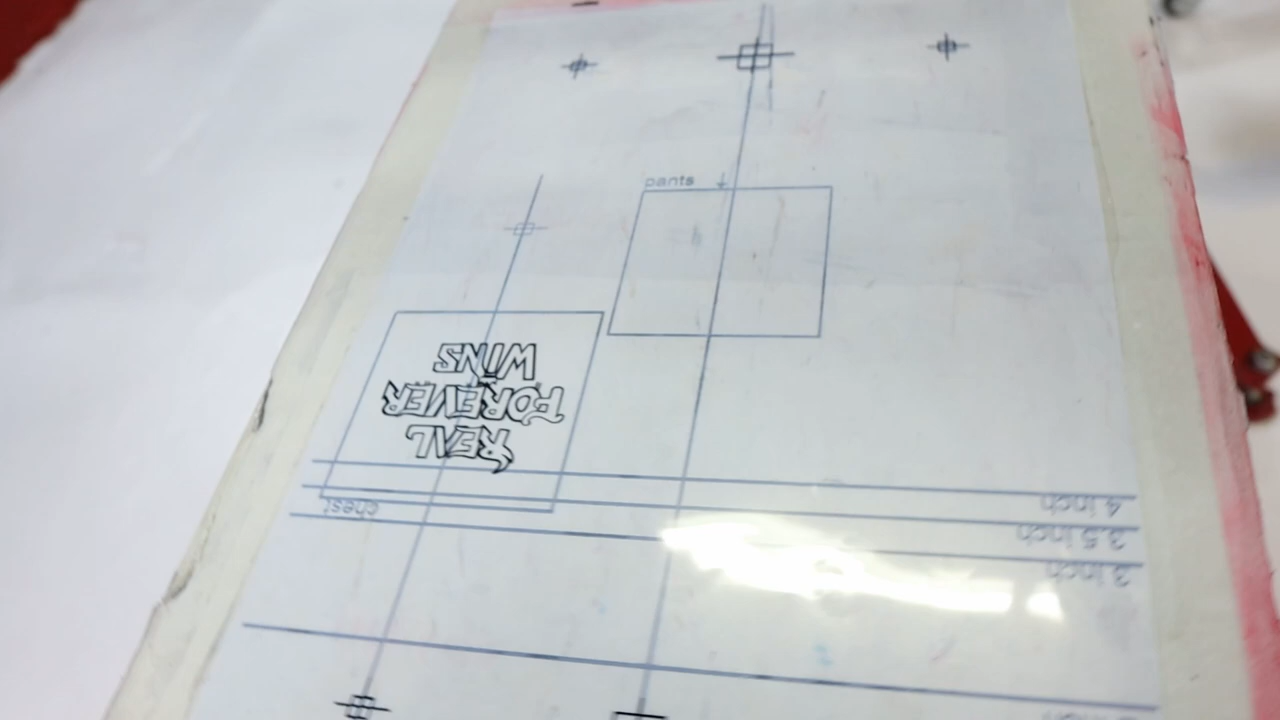 pants
REAL
FOREVER
WINS
chest
4 inch
3.5 inch
3 inch